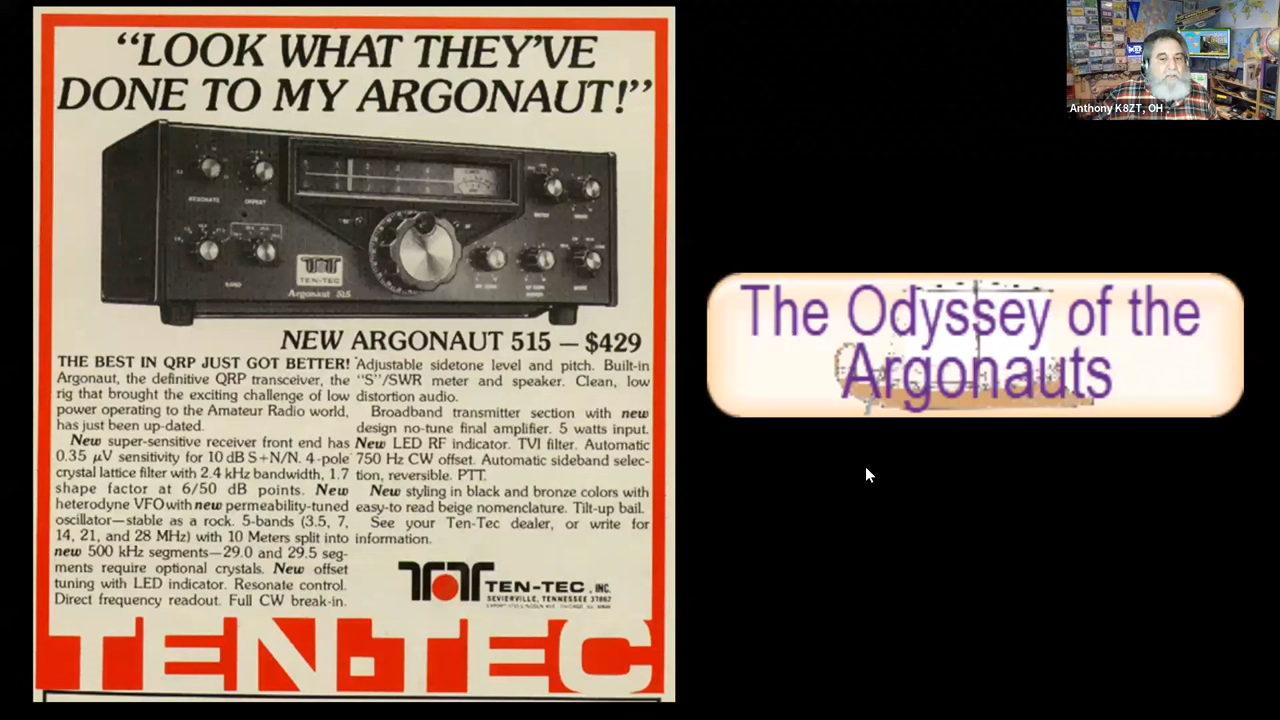 “LOOK WHAT THEY’VE
DONE TO MY ARGONAUT!”
RESONATE
OFFSET
BAND
TEN-TEC
Argonaut 515
NEW ARGONAUT 515 — $429
THE BEST IN QRP JUST GOT BETTER!
Argonaut, the definitive QRP transceiver, the
rig that brought the exciting challenge of low
power operating to the Amateur Radio world,
has just been up-dated.
New super-sensitive receiver front end has
0.35 μV sensitivity for 10 dB S+N/N. 4-pole
crystal lattice filter with 2.4 kHz bandwidth, 1.7
shape factor at 6/50 dB points. New
heterodyne VFO with new permeability-tuned
oscillator—stable as a rock. 5-bands (3.5, 7,
14, 21, and 28 MHz) with 10 Meters split into
new 500 kHz segments—29.0 and 29.5 seg-
ments require optional crystals. New offset
tuning with LED indicator. Resonate control.
Direct frequency readout. Full CW break-in.
Adjustable sidetone level and pitch. Built-in
“S”/SWR meter and speaker. Clean, low
distortion audio.
Broadband transmitter section with new
design no-tune final amplifier. 5 watts input.
New LED RF indicator. TVI filter. Automatic
750 Hz CW offset. Automatic sideband selec-
tion, reversible. PTT.
New styling in black and bronze colors with
easy-to read beige nomenclature. Tilt-up bail.
See your Ten-Tec dealer, or write for
information.
TEN-TEC, INC.
SEVIERVILLE, TENNESSEE 37862
TEN-TEC
The Odyssey of the
Argonauts
Anthony K8ZT, OH